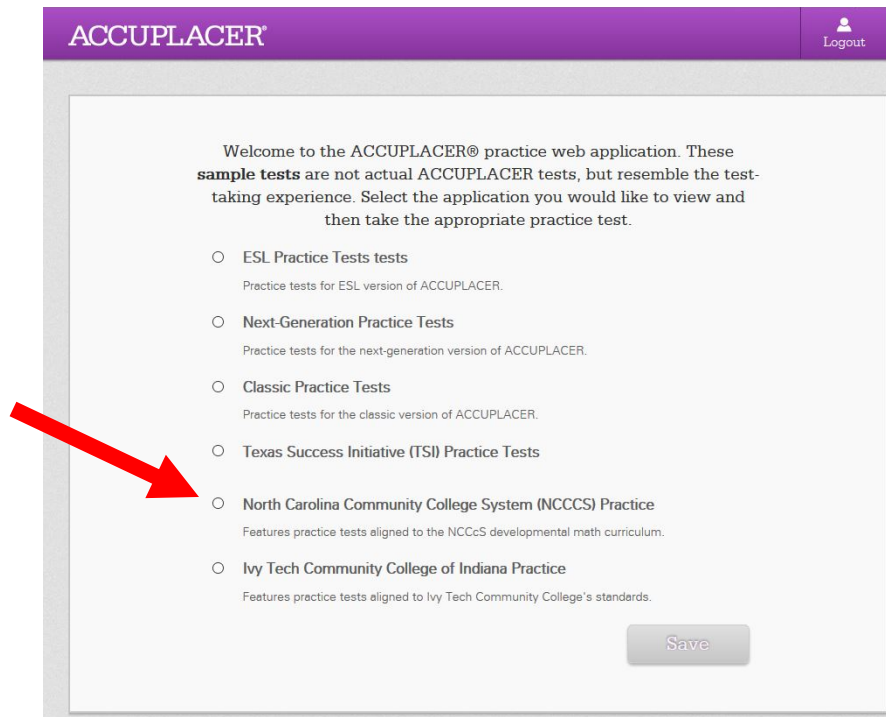 ACCUPLACER®
Logout
Welcome to the ACCUPLACER® practice web application. These
sample tests are not actual ACCUPLACER tests, but resemble the test-
taking experience. Select the application you would like to view and
then take the appropriate practice test.
ESL Practice Tests tests
Practice tests for ESL version of ACCUPLACER.
Next-Generation Practice Tests
Practice tests for the next-generation version of ACCUPLACER.
Classic Practice Tests
Practice tests for the classic version of ACCUPLACER.
Texas Success Initiative (TSI) Practice Tests
North Carolina Community College System (NCCCS) Practice
Features practice tests aligned to the NCCcS developmental math curriculum.
Ivy Tech Community College of Indiana Practice
Features practice tests aligned to Ivy Tech Community College's standards.
Save